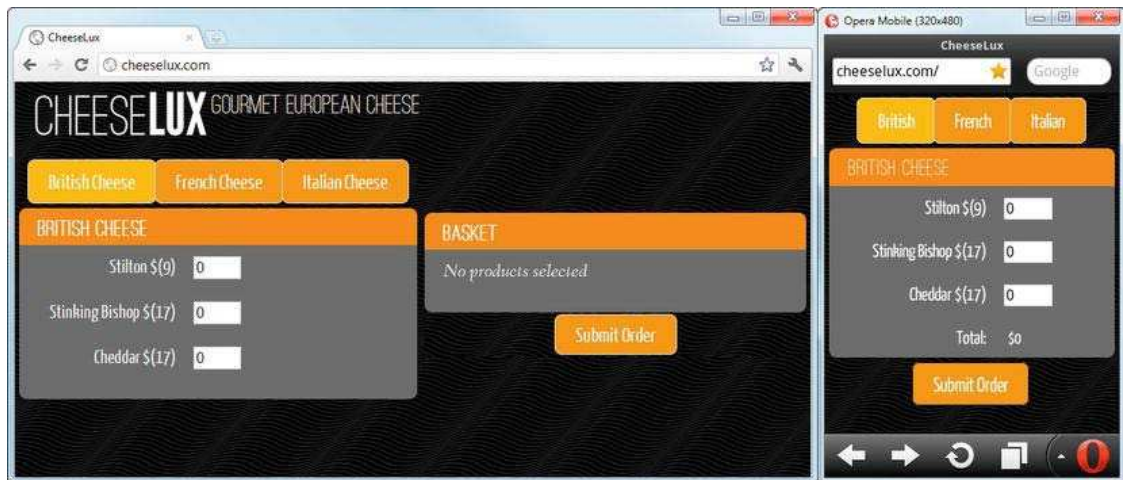 CheeseLux
cheeselux.com
CHEESELUX GOURMET EUROPEAN CHEESE
British Cheese French Cheese Italian Cheese
BRITISH CHEESE
Stilton $(9) 0
Stinking Bishop $(17) 0
Cheddar $(17) 0
BASKET
No products selected
Submit Order
Opera Mobile (320x480)
CheeseLux
cheeselux.com/ Google
British French Italian
BRITISH CHEESE
Stilton $(9) 0
Stinking Bishop $(17) 0
Cheddar $(17) 0
Total: $0
Submit Order